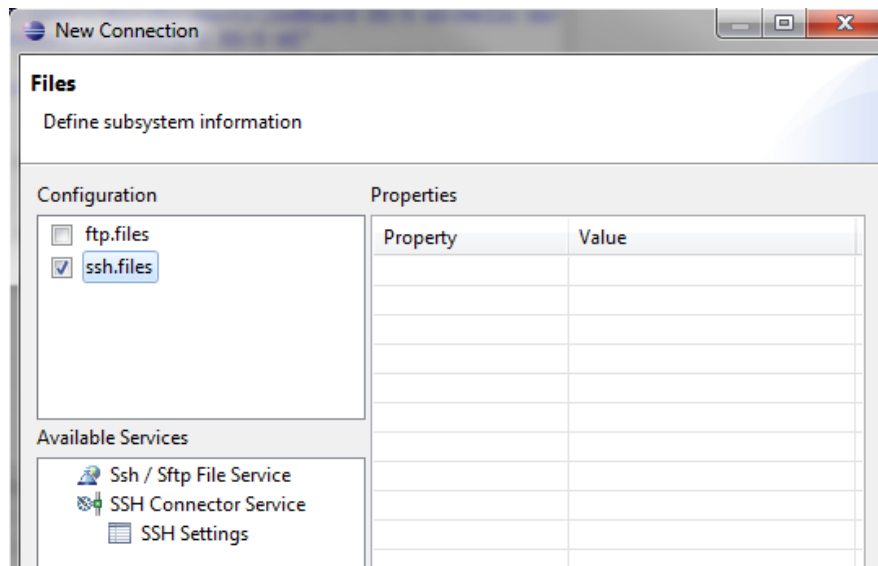 New Connection
Files
Define subsystem information
Configuration
ftp.files
ssh.files
Properties
Property Value
Available Services
Ssh / Sftp File Service
SSH Connector Service
SSH Settings